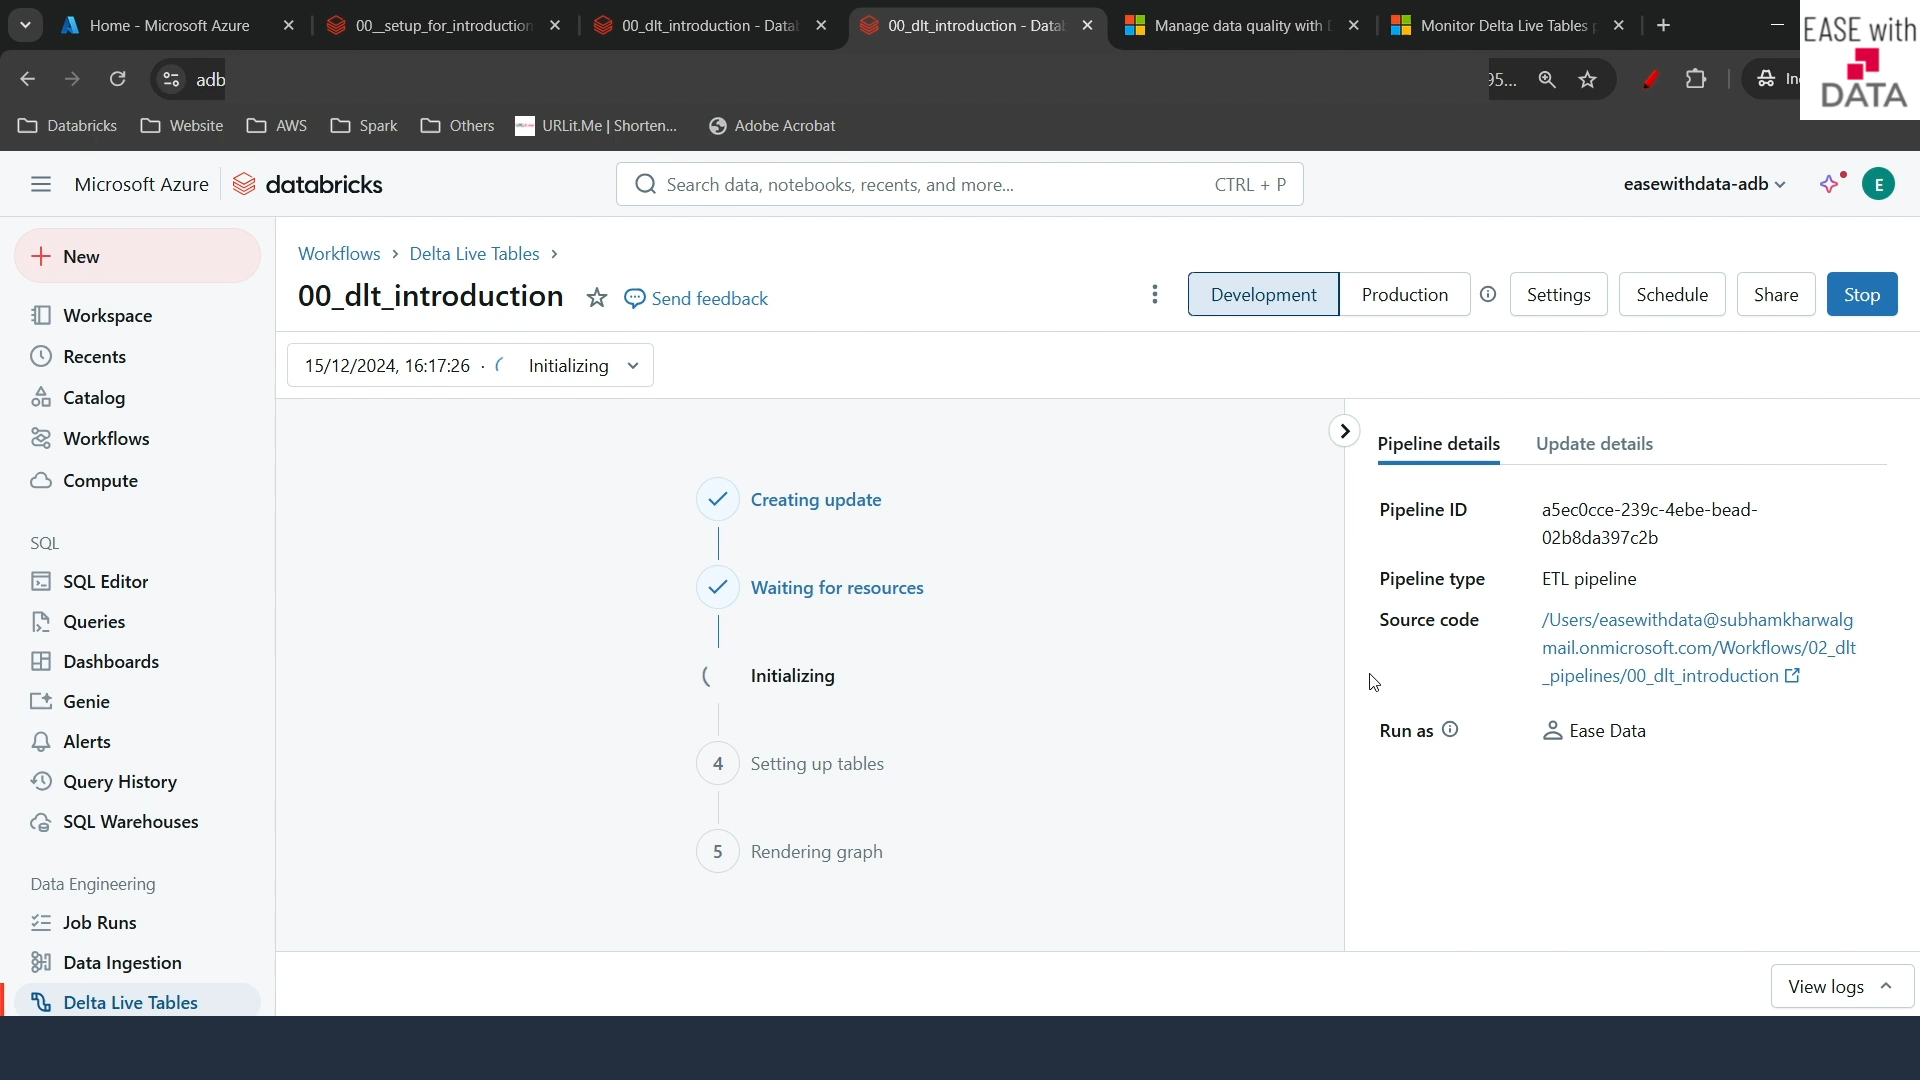 Home - Microsoft Azure
00__setup_for_introduction
00_dlt_introduction - Data
00_dlt_introduction - Data
Manage data quality with
Monitor Delta Live Tables
EASE with
DATA
adb
95...
Databricks
Website
AWS
Spark
Others
URLit.Me | Shorten...
Adobe Acrobat
Microsoft Azure
databricks
Search data, notebooks, recents, and more...
CTRL + P
easewithdata-adb
E
New
Workspace
Recents
Catalog
Workflows
Compute
SQL
SQL Editor
Queries
Dashboards
Genie
Alerts
Query History
SQL Warehouses
Data Engineering
Job Runs
Data Ingestion
Delta Live Tables
Workflows > Delta Live Tables >
00_dlt_introduction
Send feedback
Development
Production
Settings
Schedule
Share
Stop
15/12/2024, 16:17:26 · Initializing
Creating update
Waiting for resources
Initializing
4 Setting up tables
5 Rendering graph
Pipeline details
Update details
Pipeline ID
a5ec0cce-239c-4ebe-bead-
02b8da397c2b
Pipeline type
ETL pipeline
Source code
/Users/easewithdata@subhamkharwalg
mail.onmicrosoft.com/Workflows/02_dlt
_pipelines/00_dlt_introduction
Run as
Ease Data
View logs